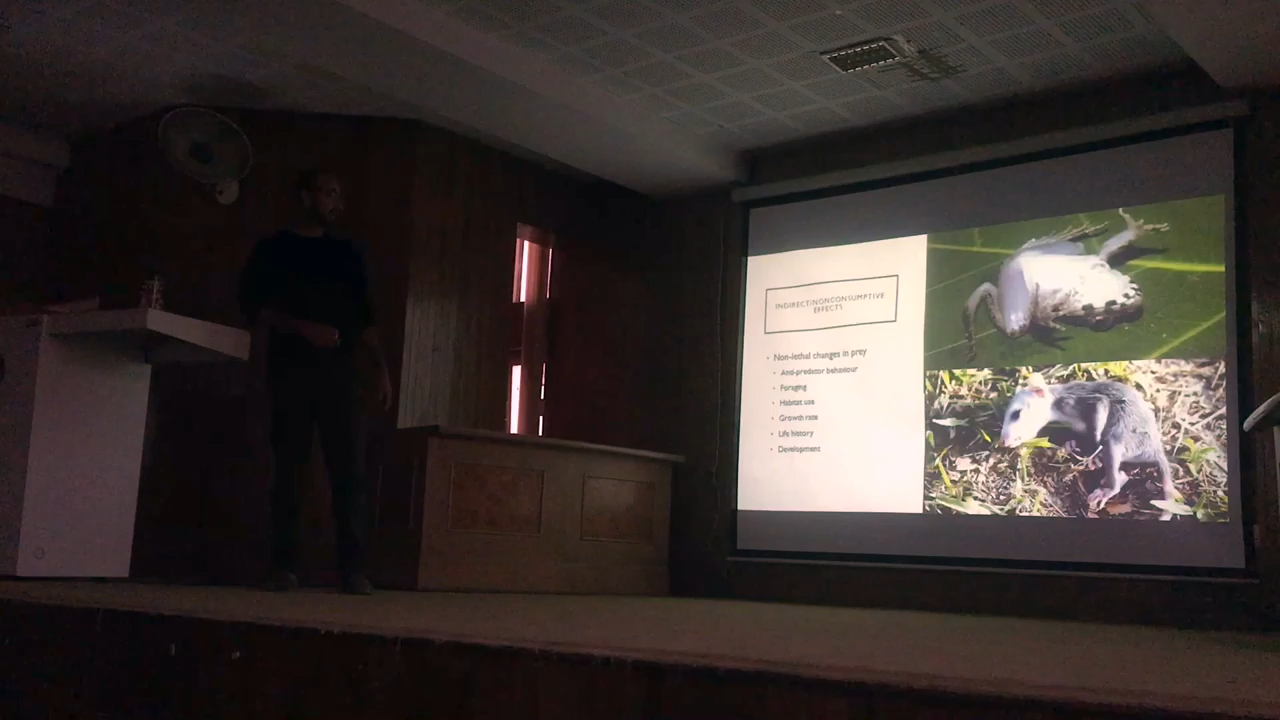 INDIRECT/NONCONSUMPTIVE
EFFECTS
• Non-lethal changes in prey
• Anti-predator behaviour
• Foraging
• Habitat use
• Growth rate
• Life history
• Development